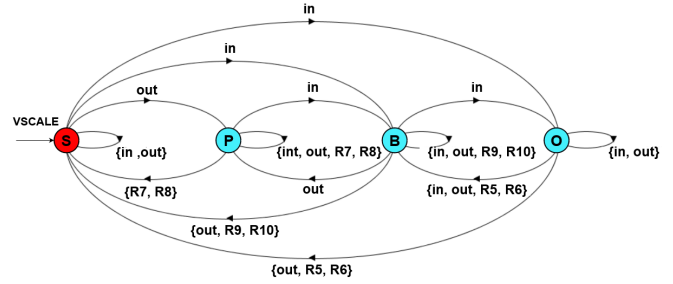 in
in
out
in
in
VSCALE
S
P
B
O
{in ,out}
{int, out, R7, R8}
{in, out, R9, R10}
{in, out}
{R7, R8}
out
{in, out, R5, R6}
{out, R9, R10}
{out, R5, R6}